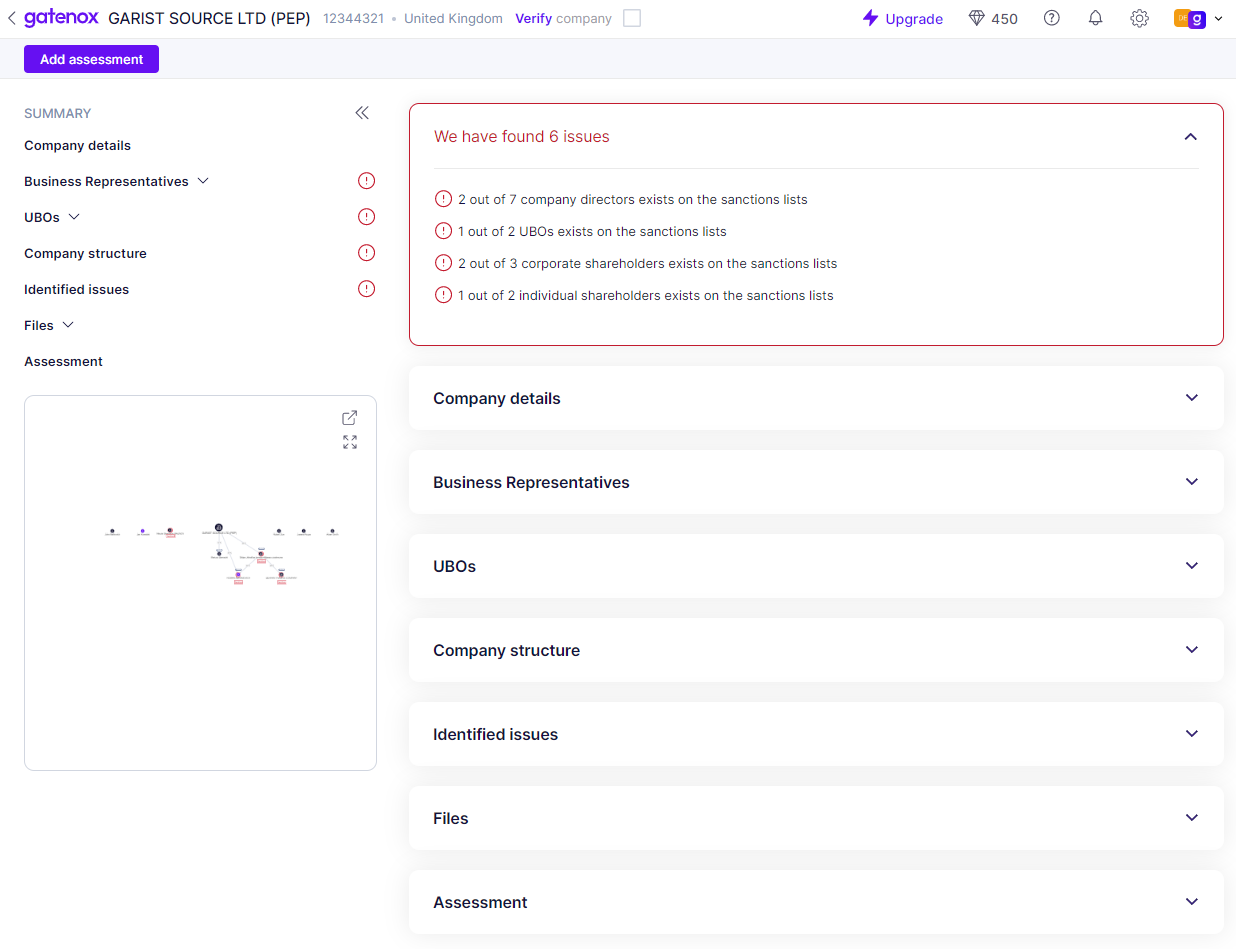 gatenox GARIST SOURCE LTD (PEP) 12344321 • United Kingdom Verify company
Upgrade 450
Add assessment
SUMMARY
Company details
Business Representatives
UBOs
Company structure
Identified issues
Files
Assessment
We have found 6 issues
2 out of 7 company directors exists on the sanctions lists
1 out of 2 UBOs exists on the sanctions lists
2 out of 3 corporate shareholders exists on the sanctions lists
1 out of 2 individual shareholders exists on the sanctions lists
Company details
Business Representatives
UBOs
Company structure
Identified issues
Files
Assessment